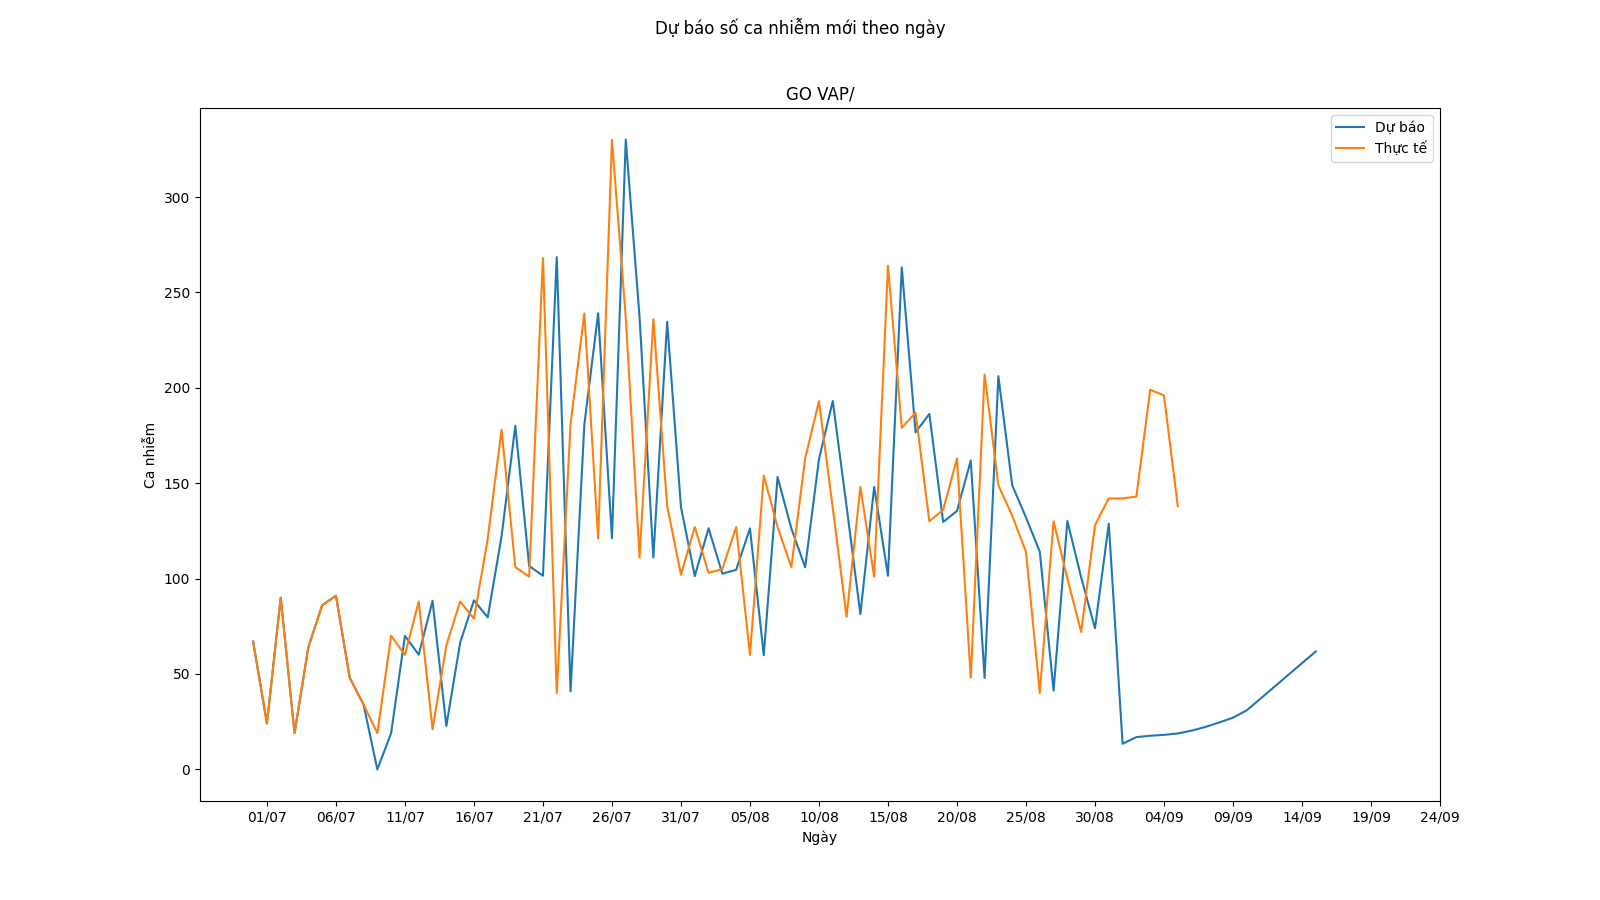 Dự báo số ca nhiễm mới theo ngày
GO VAP/
Dự báo
Thực tế
Ca nhiễm
300
250
200
150
100
50
0
01/07 06/07 11/07 16/07 21/07 26/07 31/07 05/08 10/08 15/08 20/08 25/08 30/08 04/09 09/09 14/09 19/09 24/09
Ngày